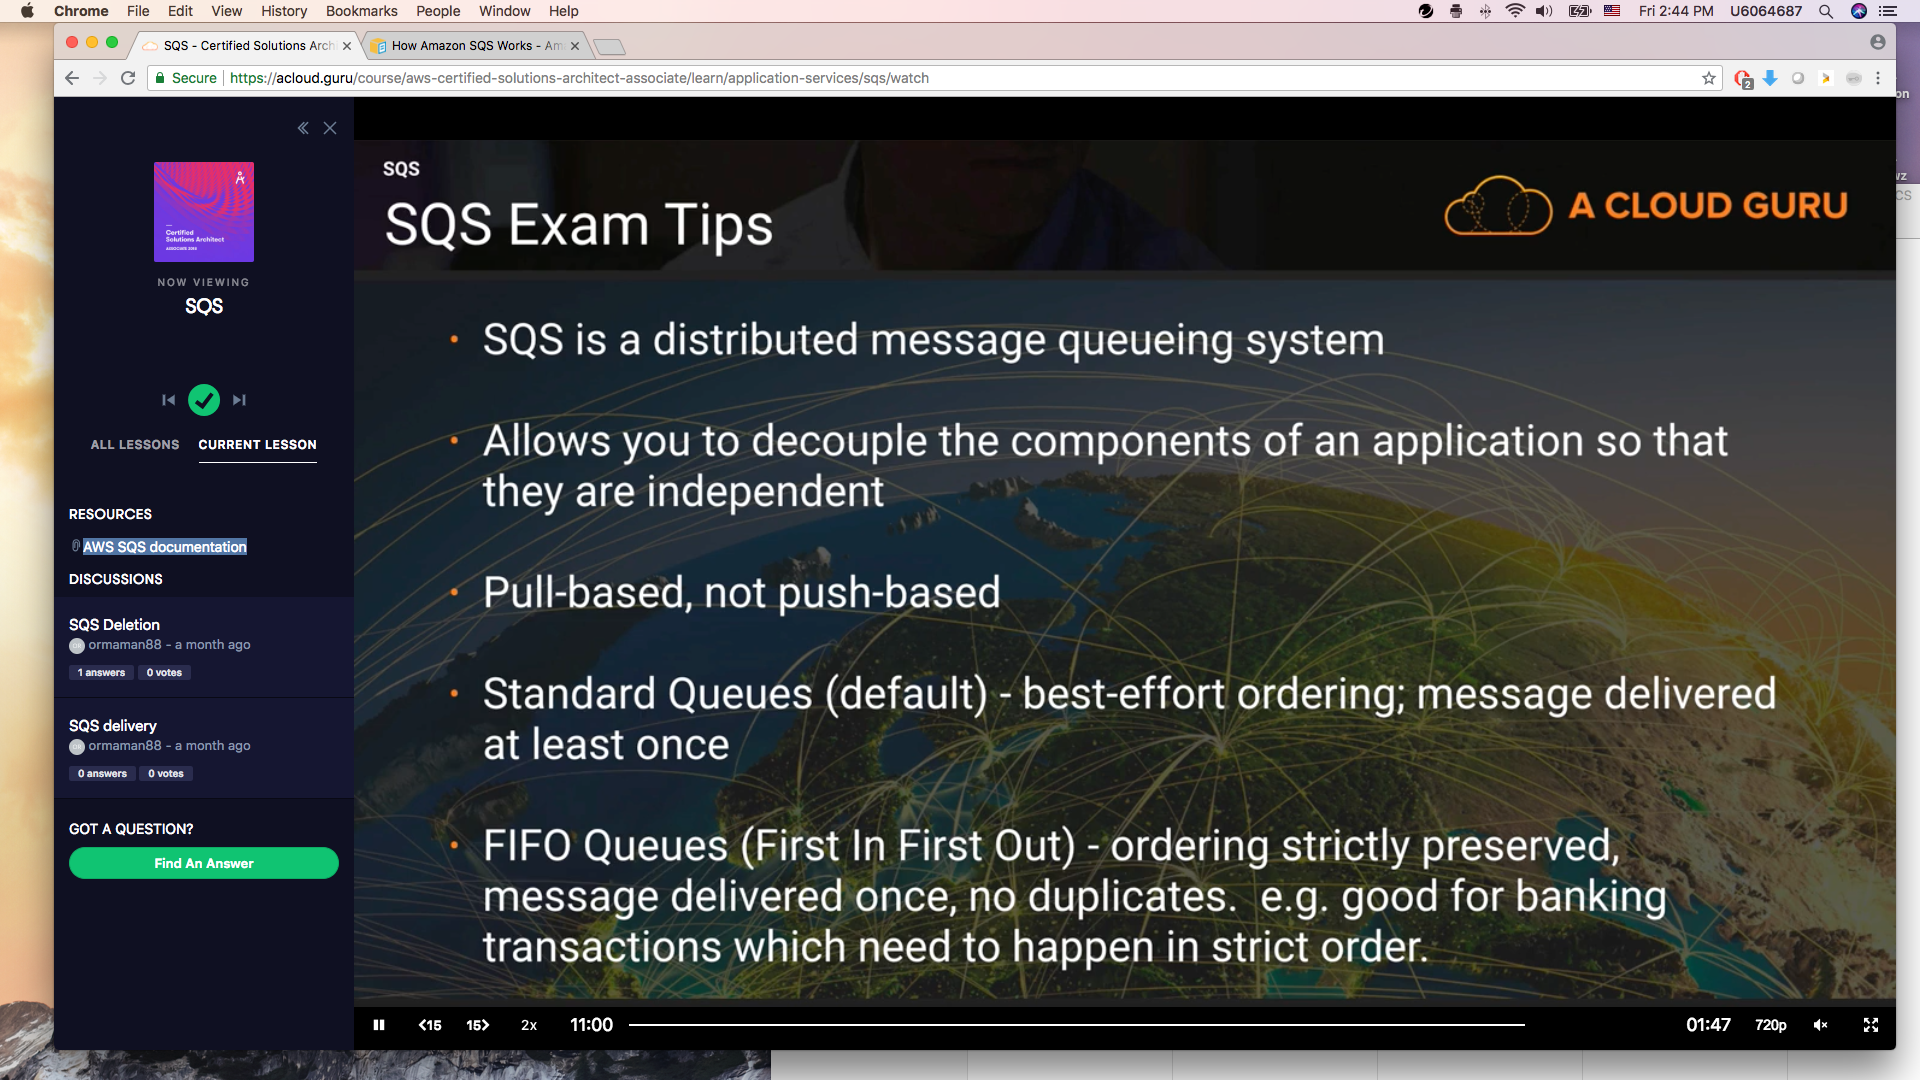 Chrome File Edit View History Bookmarks People Window Help Fri 2:44 PM U6064687
SQS - Certified Solutions Arch
How Amazon SQS Works - Am
Secure https://acloud.guru/course/aws-certified-solutions-architect-associate/learn/application-services/sqs/watch
2
on
wz
CS
Certified
Solutions Architect
NOW VIEWING
SQS
ALL LESSONS CURRENT LESSON
RESOURCES
AWS SQS documentation
DISCUSSIONS
SQS Deletion
ormaman88 - a month ago
1 answers 0 votes
SQS delivery
ormaman88 - a month ago
0 answers 0 votes
GOT A QUESTION?
Find An Answer
SQS
SQS Exam Tips
A CLOUD GURU
• SQS is a distributed message queueing system
• Allows you to decouple the components of an application so that
they are independent
• Pull-based, not push-based
• Standard Queues (default) - best-effort ordering; message delivered
at least once
• FIFO Queues (First In First Out) - ordering strictly preserved,
message delivered once, no duplicates. e.g. good for banking
transactions which need to happen in strict order.
<15 15> 2x 11:00 01:47 720p